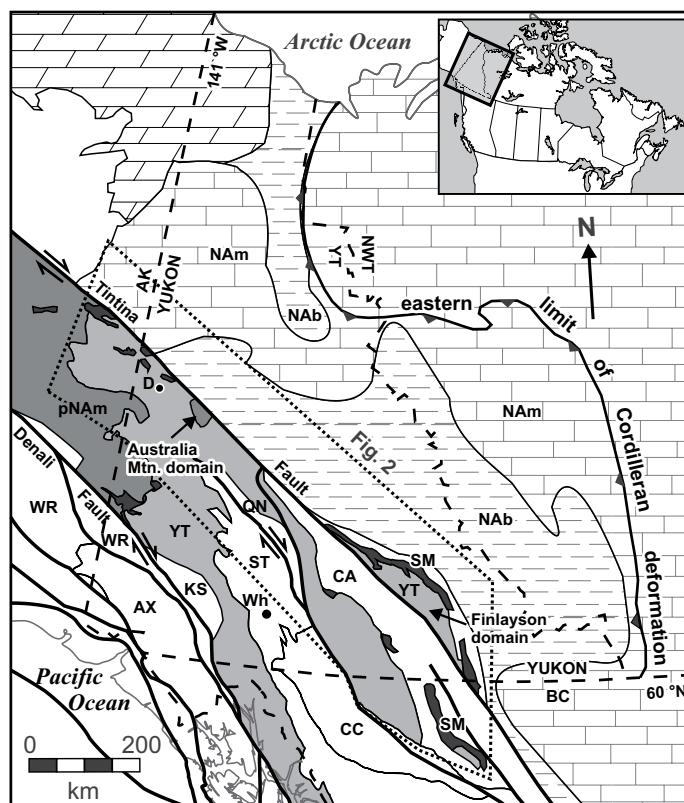 Arctic Ocean
141 °W
N
NAm
AK
YUKON
NWT
YT
Tintina
NAb
eastern
limit
of
Cordilleran
deformation
D
pNAm
NAm
Fig. 2
Australia
Mtn. domain
Denali
Fault
Fault
WR
WR
QN
NAb
YT
ST
SM
CA
YT
KS
Wh
AX
Finlayson
domain
YUKON
BC
60 °N
Pacific
Ocean
SM
CC
0
200
km